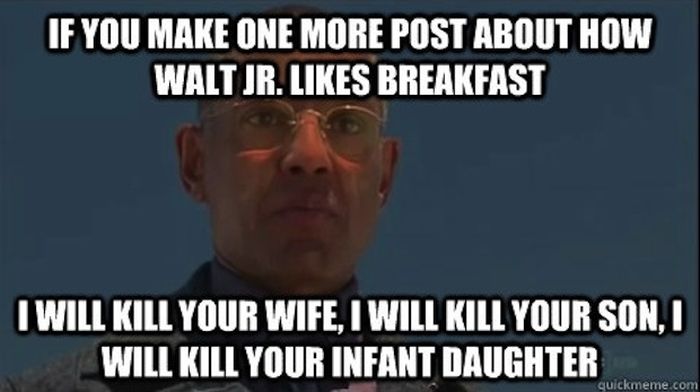 IF YOU MAKE ONE MORE POST ABOUT HOW
WALT JR. LIKES BREAKFAST
I WILL KILL YOUR WIFE, I WILL KILL YOUR SON, I
WILL KILL YOUR INFANT DAUGHTER
quickmeme.com